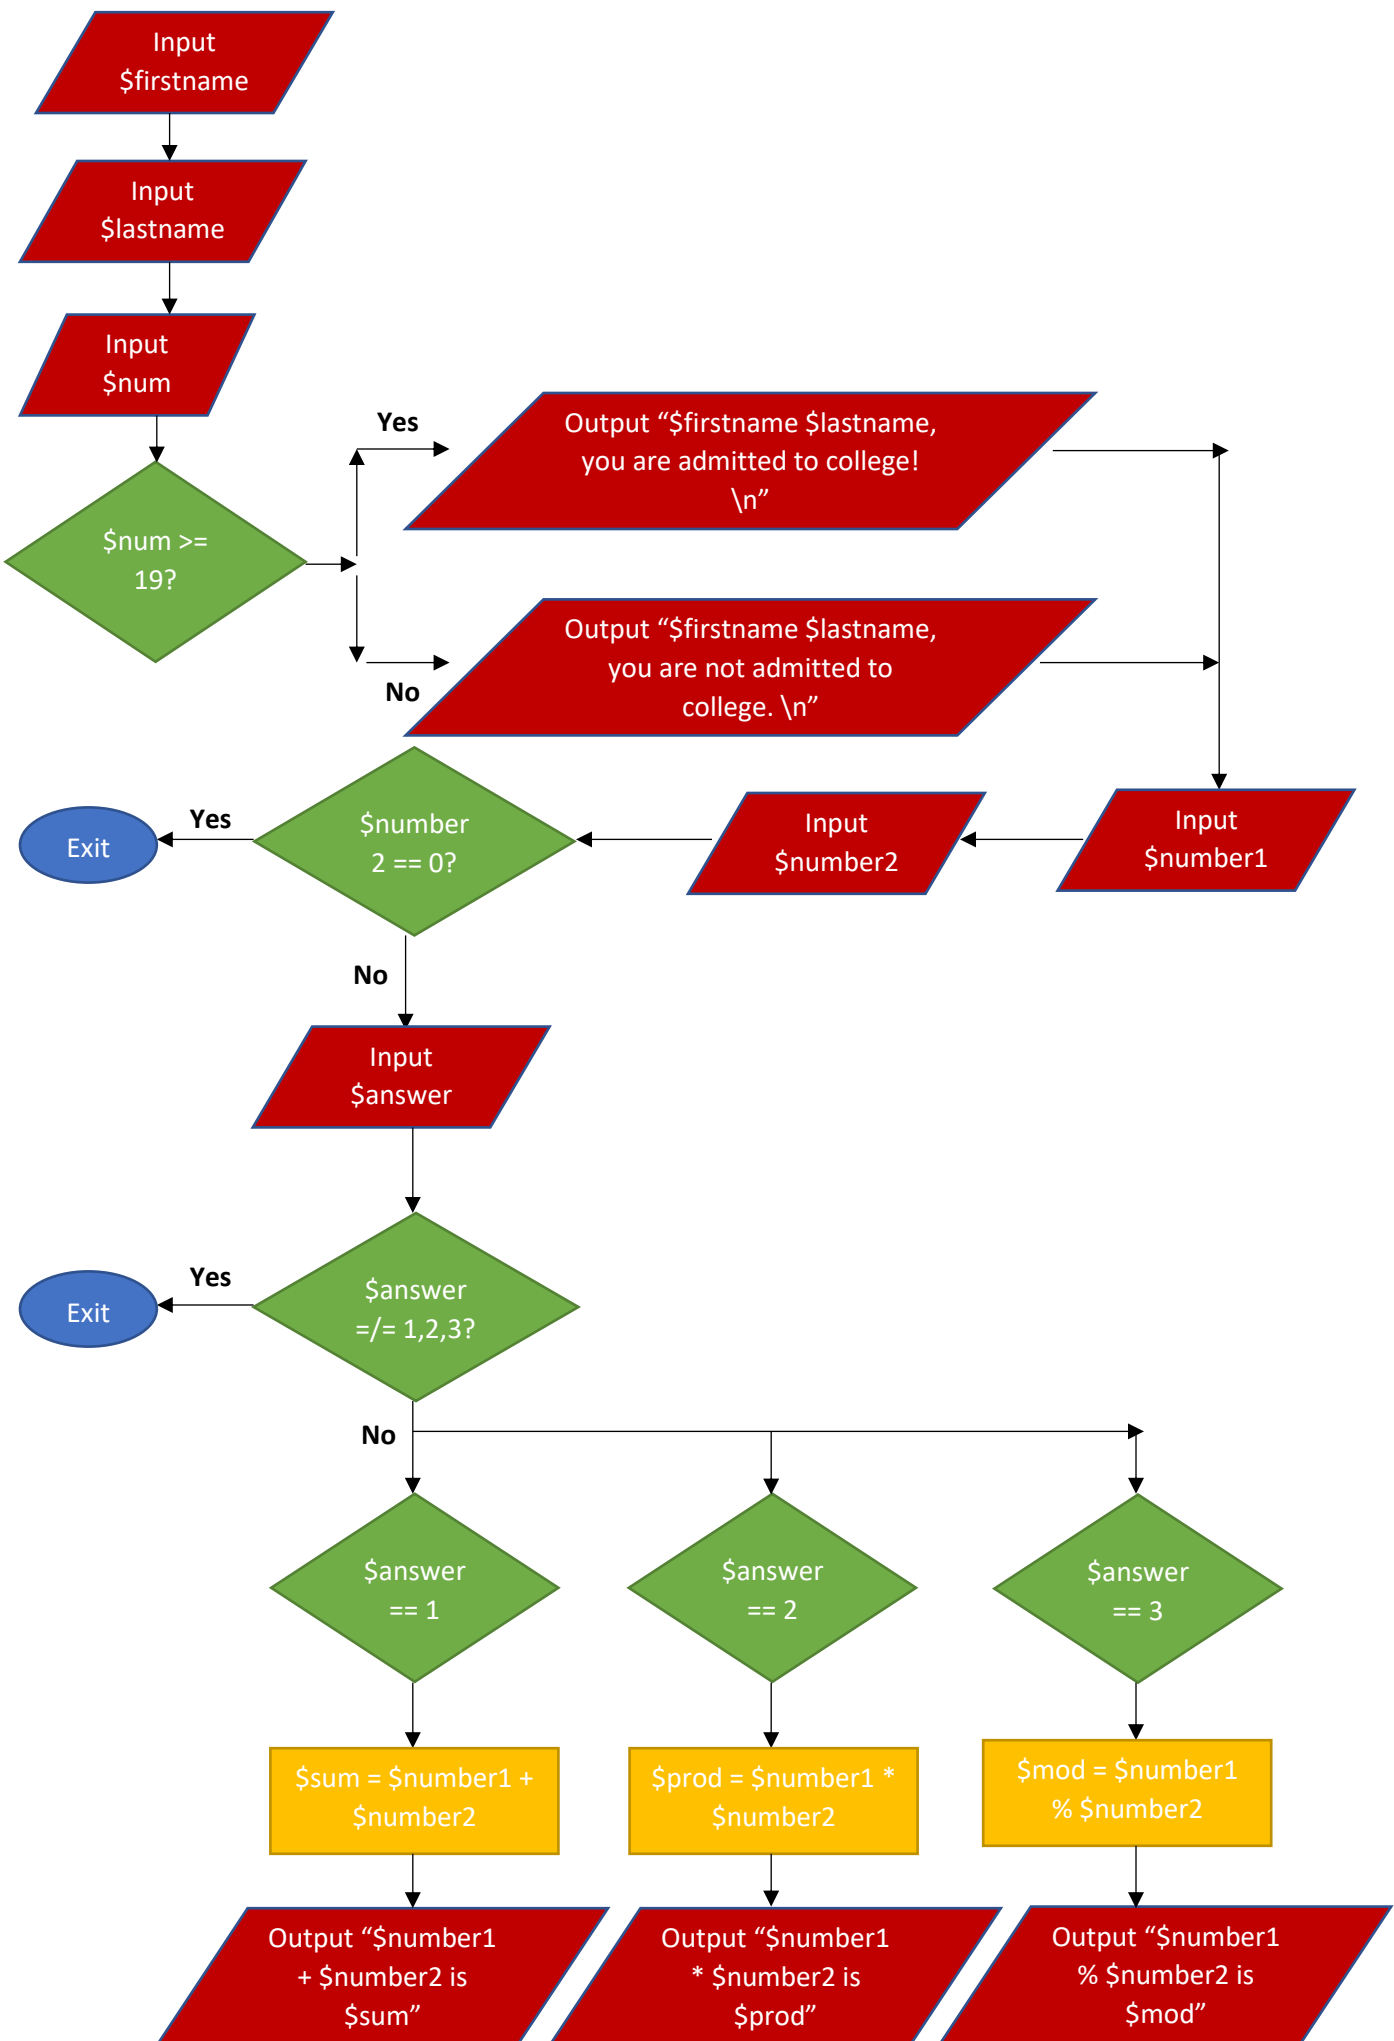 Input
$firstname
Input
$lastname
Input
$num
Yes
Output “$firstname $lastname,
you are admitted to college!
\n”
$num >=
19?
Output “$firstname $lastname,
you are not admitted to
college. \n”
No
Exit
Yes
$number
2 == 0?
Input
$number2
Input
$number1
No
Input
$answer
Exit
Yes
$answer
=/= 1,2,3?
No
$answer
== 1
$answer
== 2
$answer
== 3
$sum = $number1 +
$number2
$prod = $number1 *
$number2
$mod = $number1
% $number2
Output “$number1
+ $number2 is
$sum”
Output “$number1
* $number2 is
$prod”
Output “$number1
% $number2 is
$mod”